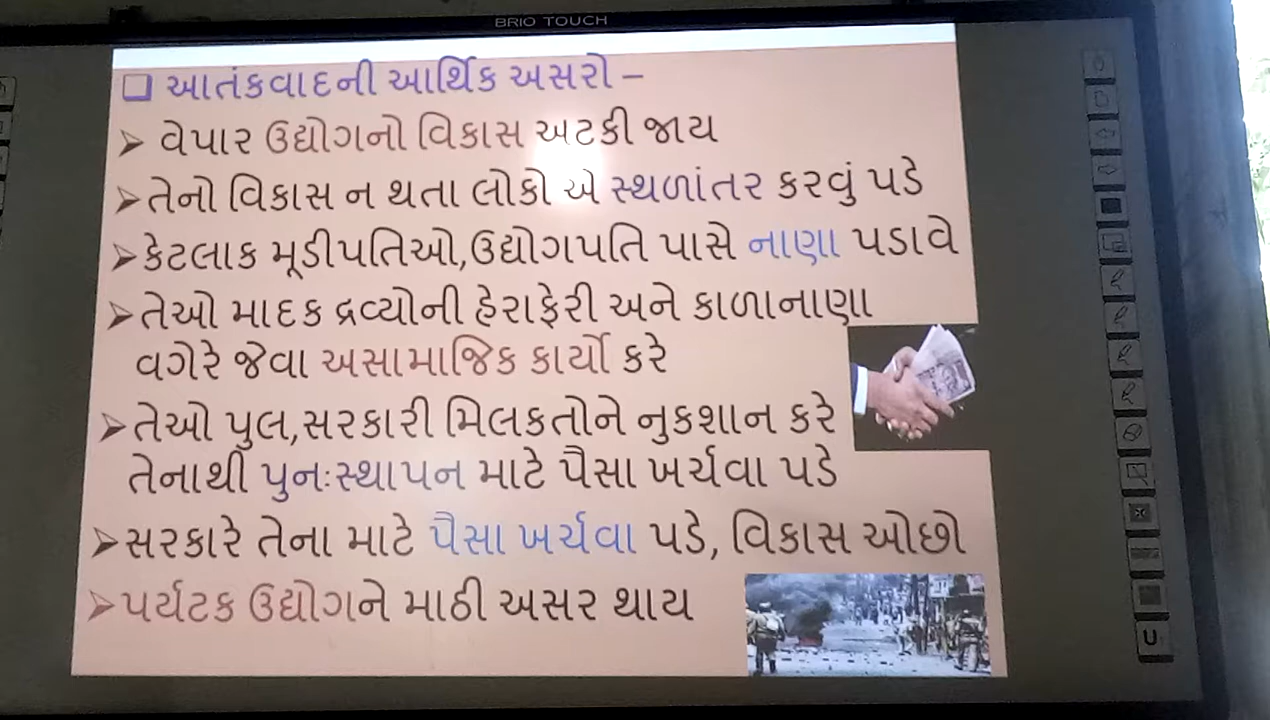 BRIO TOUCH
❑ આતંકવાદની આર્થિક અસરો –
➢ વેપાર ઉદ્યોગનો વિકાસ અટકી જાય
➢ તેનો વિકાસ ન થતા લોકો એ સ્થળાંતર કરવું પડે
➢ કેટલાક મૂડીપતિઓ,ઉદ્યોગપતિ પાસે નાણા પડાવે
➢ તેઓ માદક દ્રવ્યોની હેરાફેરી અને કાળાનાણા
વગેરે જેવા અસામાજિક કાર્યો કરે
➢ તેઓ પુલ,સરકારી મિલકતોને નુકશાન કરે
તેનાથી પુનઃસ્થાપન માટે પૈસા ખર્ચવા પડે
➢ સરકારે તેના માટે પૈસા ખર્ચવા પડે, વિકાસ ઓછો
➢ પર્યટક ઉદ્યોગને માઠી અસર થાય